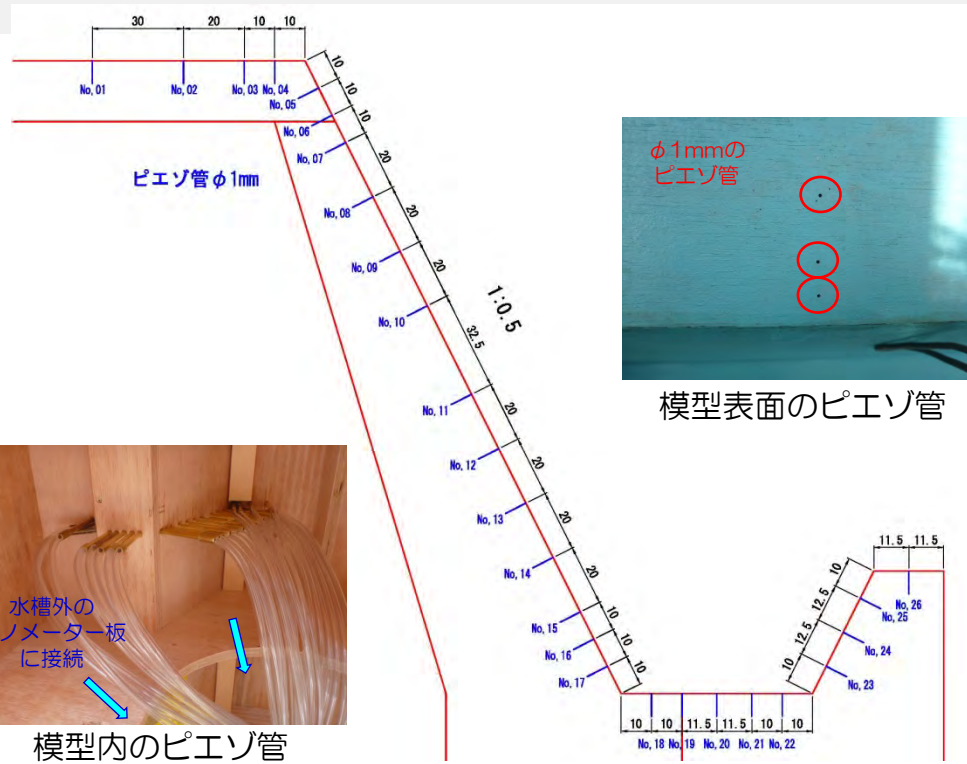 30 20 10 10
No, 01 No, 02 No, 03 No, 04
No, 05
No, 06
No, 07
No, 08
No, 09
No, 10
No, 11
No, 12
No, 13
No, 14
No, 15
No, 16
No, 17
10
10
10
20
20
20
32.5
20
20
20
20
10
10
10
1:0.5
ピエゾ管φ1mm
φ1mmの
ピエゾ管
模型表面のピエゾ管
水槽外の
ノメーター板
に接続
模型内のピエゾ管
10 10 11.5 11.5 10 10
No, 18 No, 19 No, 20 No, 21 No, 22
10
12.5
12.5
10
11.5 11.5
No, 26
No, 25
No, 24
No, 23